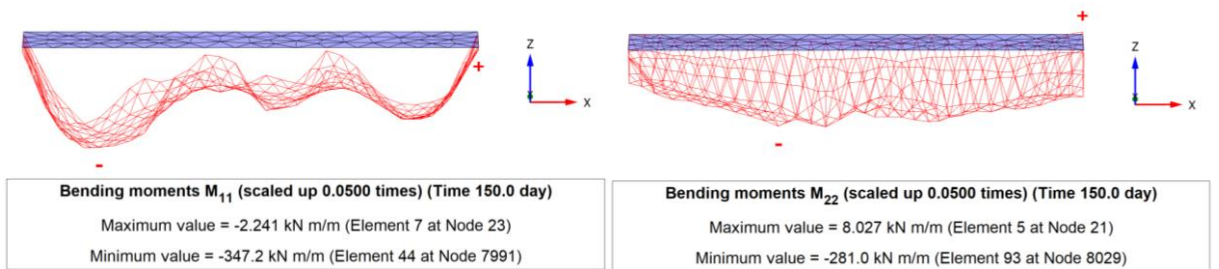 +
Z
X
-
Bending moments M11 (scaled up 0.0500 times) (Time 150.0 day)
Maximum value = -2.241 kN m/m (Element 7 at Node 23)
Minimum value = -347.2 kN m/m (Element 44 at Node 7991)
+
Z
X
-
Bending moments M22 (scaled up 0.0500 times) (Time 150.0 day)
Maximum value = 8.027 kN m/m (Element 5 at Node 21)
Minimum value = -281.0 kN m/m (Element 93 at Node 8029)